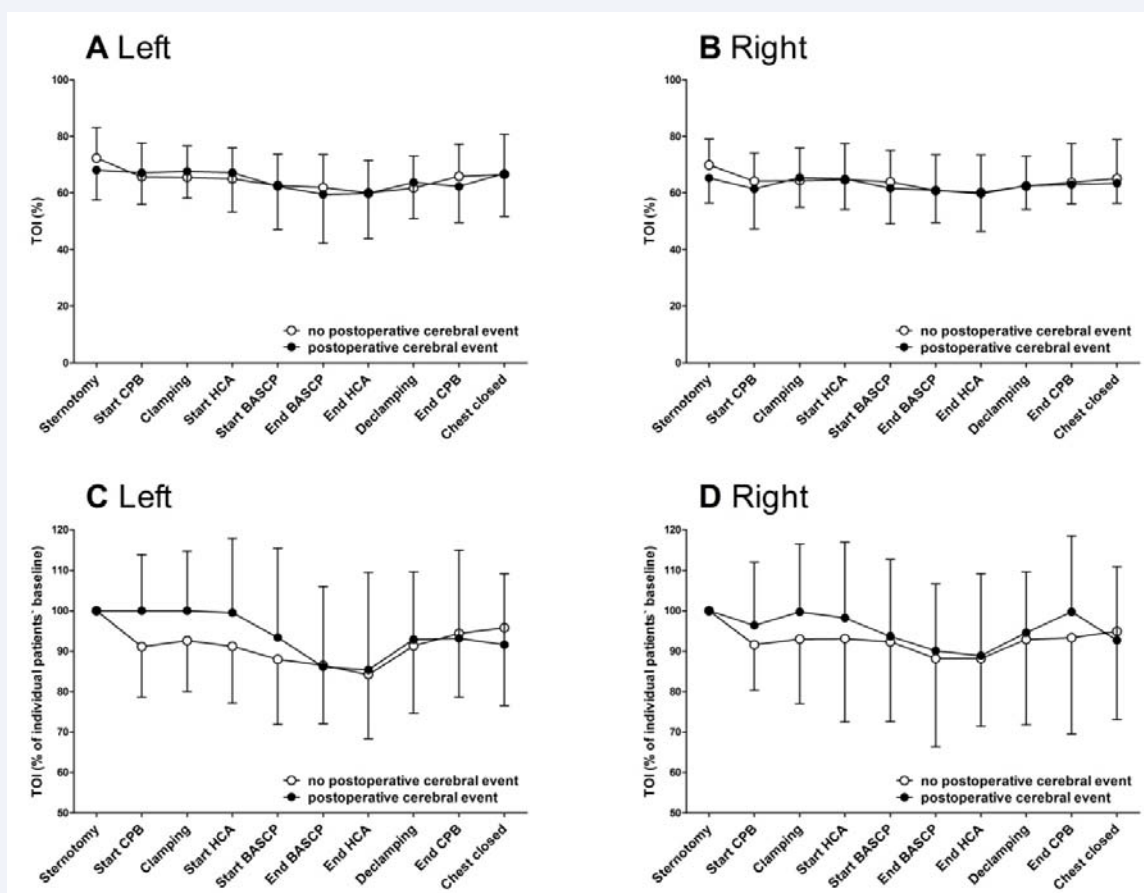 A Left
100
80
60
40
20
0
TOI (%)
no postoperative cerebral event
postoperative cerebral event
Sternotomy
Start CPB
Clamping
Start HCA
Start BASCP
End BASCP
End HCA
Declamping
End CPB
Chest closed
B Right
100
80
60
40
20
0
TOI (%)
no postoperative cerebral event
postoperative cerebral event
Sternotomy
Start CPB
Clamping
Start HCA
Start BASCP
End BASCP
End HCA
Declamping
End CPB
Chest closed
C Left
120
110
100
90
80
70
60
50
TOI (% of individual patients` baseline)
no postoperative cerebral event
postoperative cerebral event
Sternotomy
Start CPB
Clamping
Start HCA
Start BASCP
End BASCP
End HCA
Declamping
End CPB
Chest closed
D Right
120
110
100
90
80
70
60
50
TOI (% of individual patients` baseline)
no postoperative cerebral event
postoperative cerebral event
Sternotomy
Start CPB
Clamping
Start HCA
Start BASCP
End BASCP
End HCA
Declamping
End CPB
Chest closed